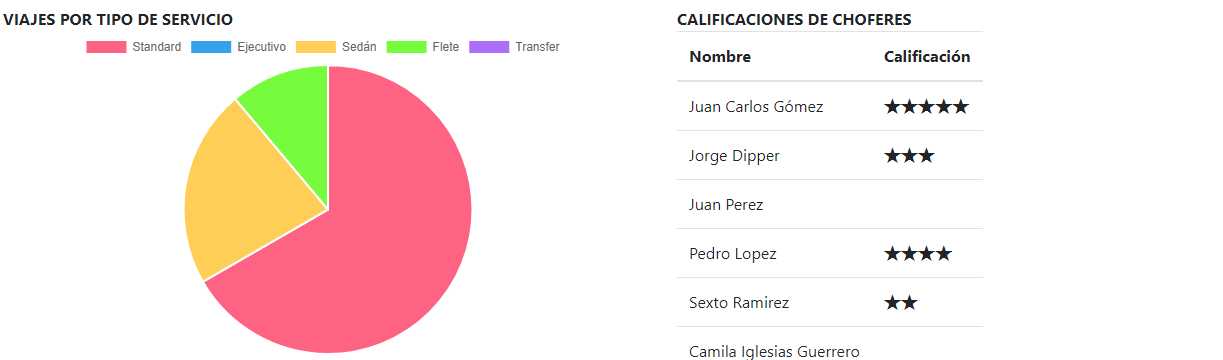 VIAJES POR TIPO DE SERVICIO
Standard Ejecutivo Sedán Flete Transfer
CALIFICACIONES DE CHOFERES
Nombre Calificación
Juan Carlos Gómez ★★★★★
Jorge Dipper ★★★
Juan Perez
Pedro Lopez ★★★★
Sexto Ramirez ★★
Camila Iglesias Guerrero